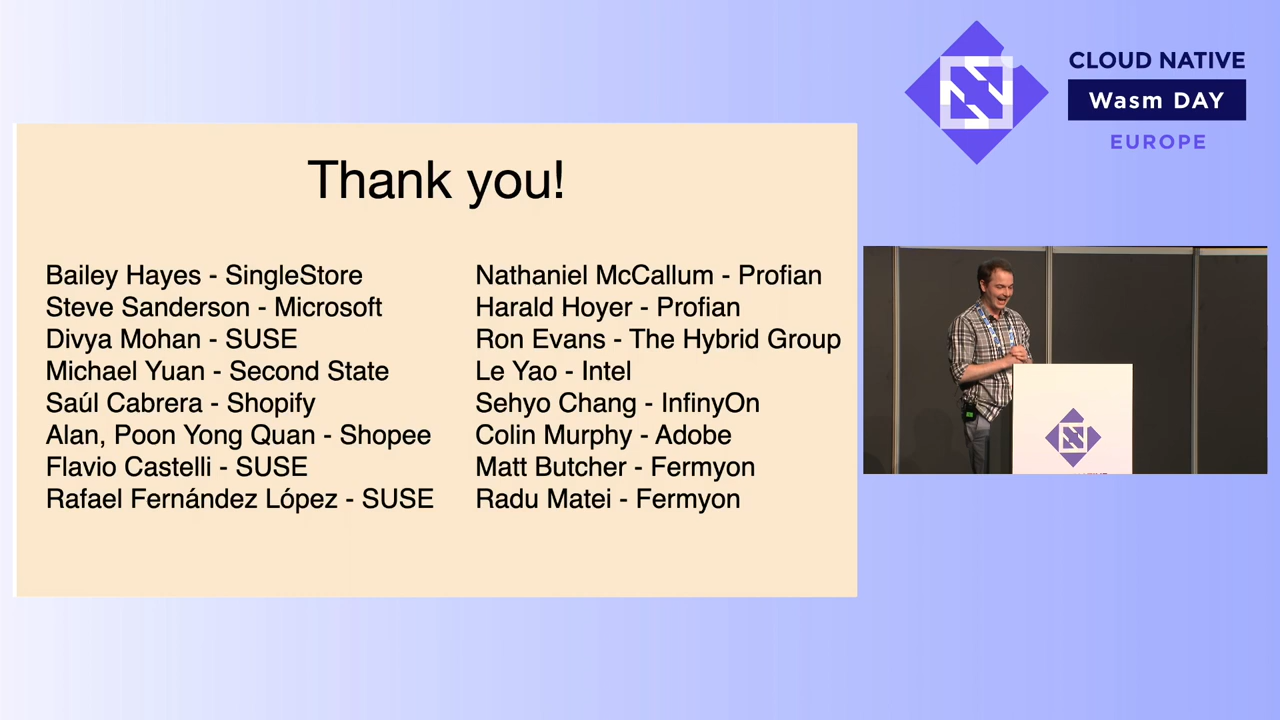 CLOUD NATIVE
Wasm DAY
EUROPE
Thank you!
Bailey Hayes - SingleStore
Steve Sanderson - Microsoft
Divya Mohan - SUSE
Michael Yuan - Second State
Saúl Cabrera - Shopify
Alan, Poon Yong Quan - Shopee
Flavio Castelli - SUSE
Rafael Fernández López - SUSE
Nathaniel McCallum - Profian
Harald Hoyer - Profian
Ron Evans - The Hybrid Group
Le Yao - Intel
Sehyo Chang - InfinyOn
Colin Murphy - Adobe
Matt Butcher - Fermyon
Radu Matei - Fermyon